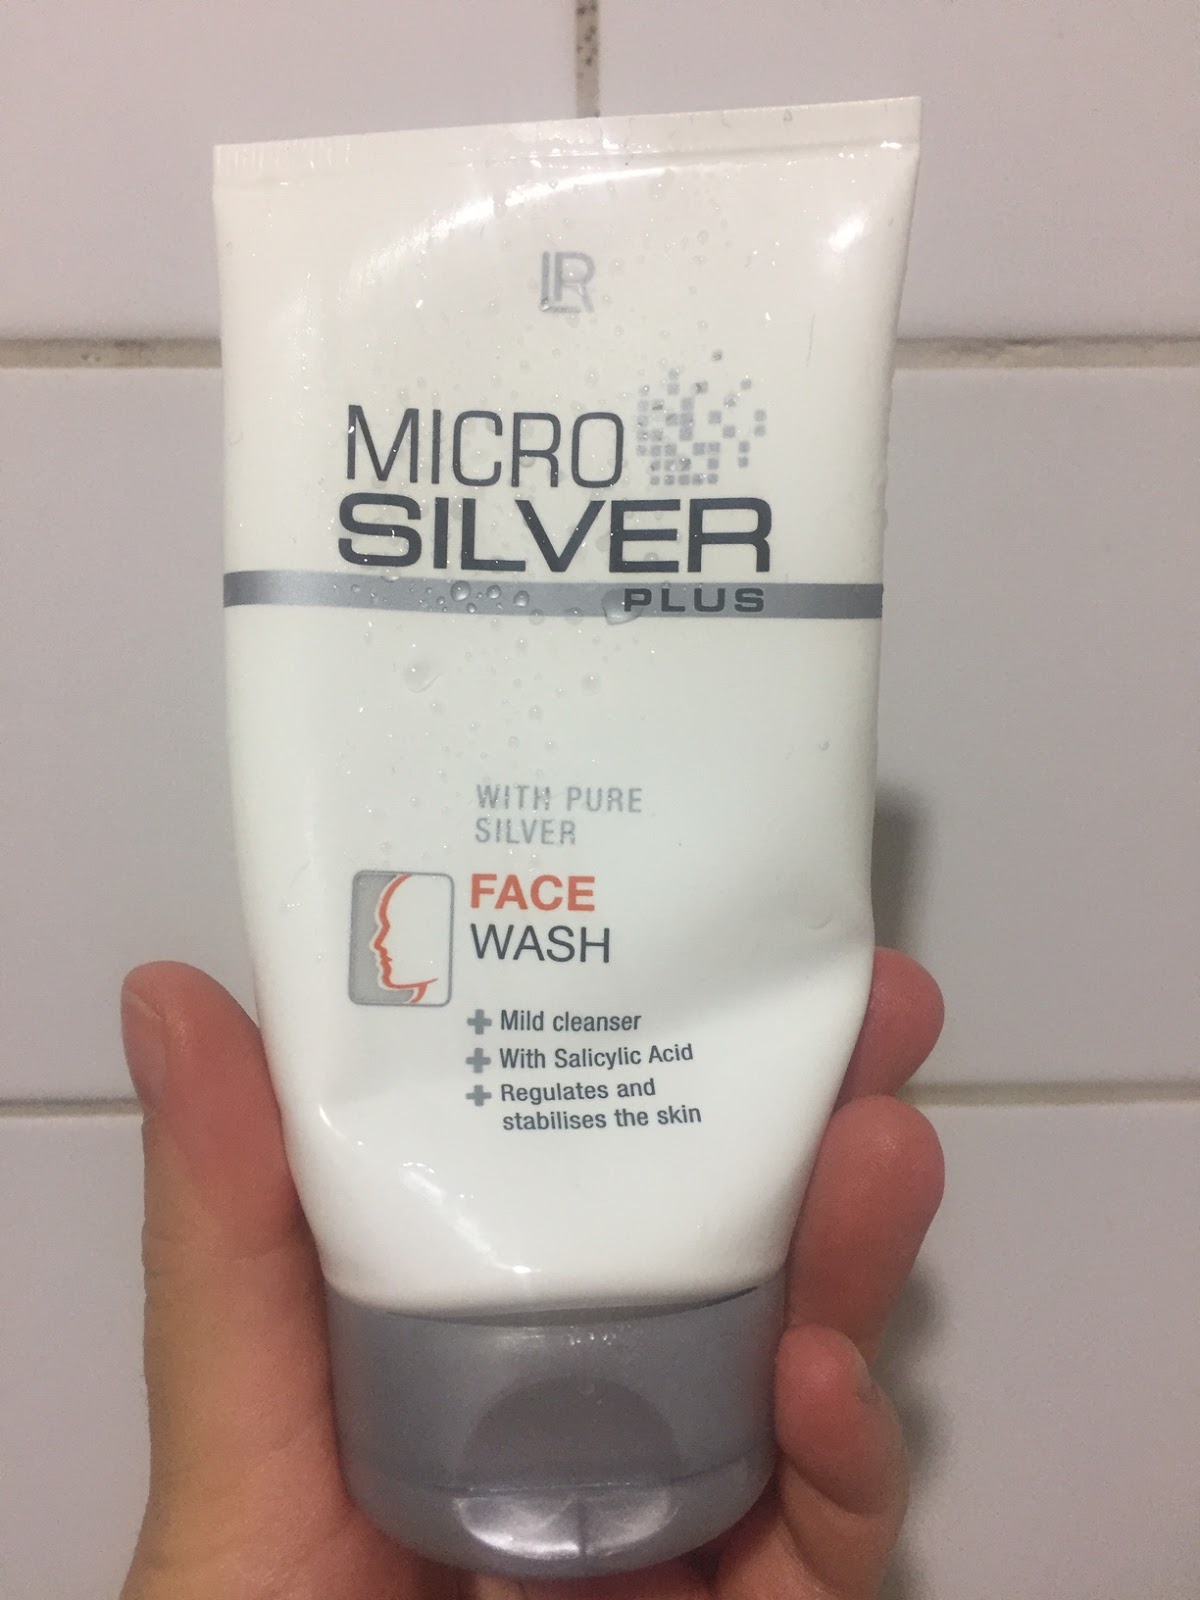 LR
MICRO
SILVER
PLUS
WITH PURE
SILVER
FACE
WASH
Mild cleanser
With Salicylic Acid
Regulates and
stabilises the skin